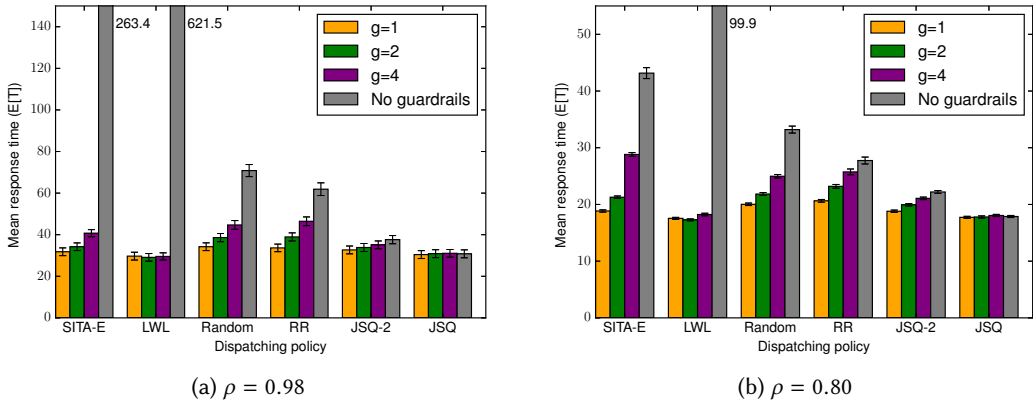 140
120
100
80
60
40
20
0
Mean response time (E[T])
263.4
621.5
g=1
g=2
g=4
No guardrails
SITA-E LWL Random RR JSQ-2 JSQ
Dispatching policy
(a) ρ = 0.98
50
40
30
20
10
0
Mean response time (E[T])
99.9
g=1
g=2
g=4
No guardrails
SITA-E LWL Random RR JSQ-2 JSQ
Dispatching policy
(b) ρ = 0.80